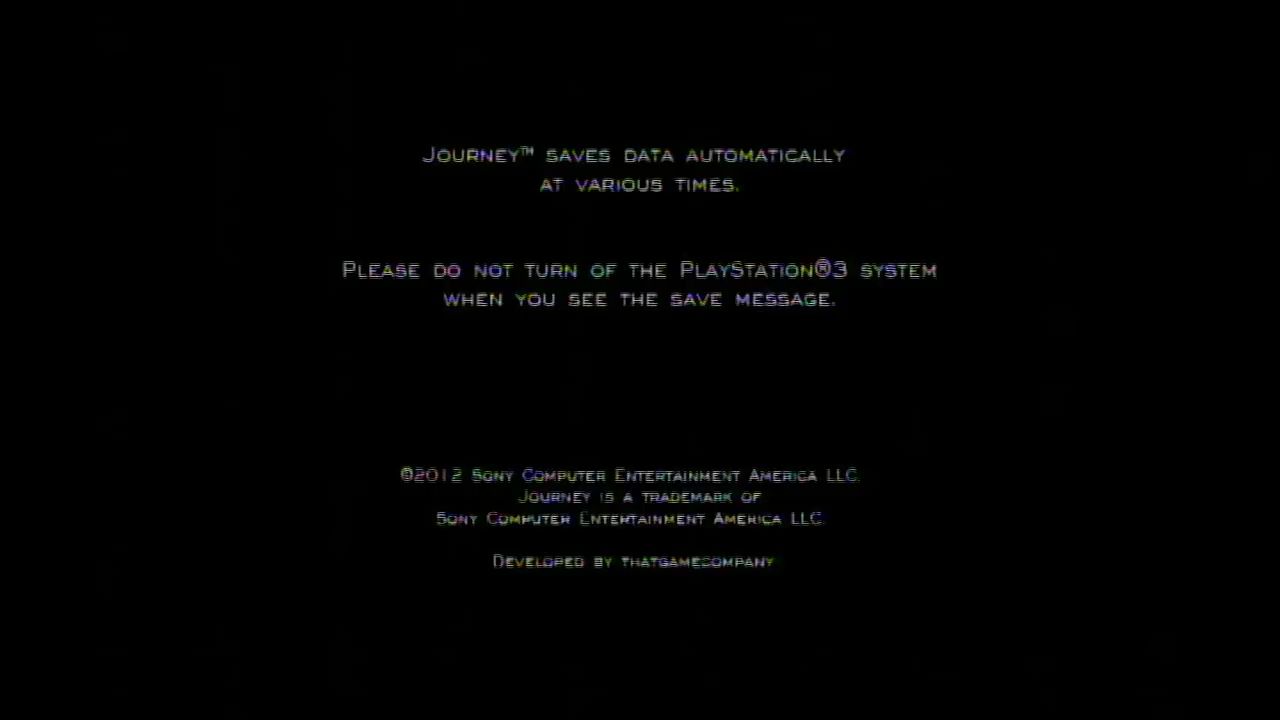 Journey™ saves data automatically
at various times.
Please do not turn of the PlayStation®3 system
when you see the save message.
©2012 Sony Computer Entertainment America LLC.
Journey is a trademark of
Sony Computer Entertainment America LLC.
Developed by thatgamecompany